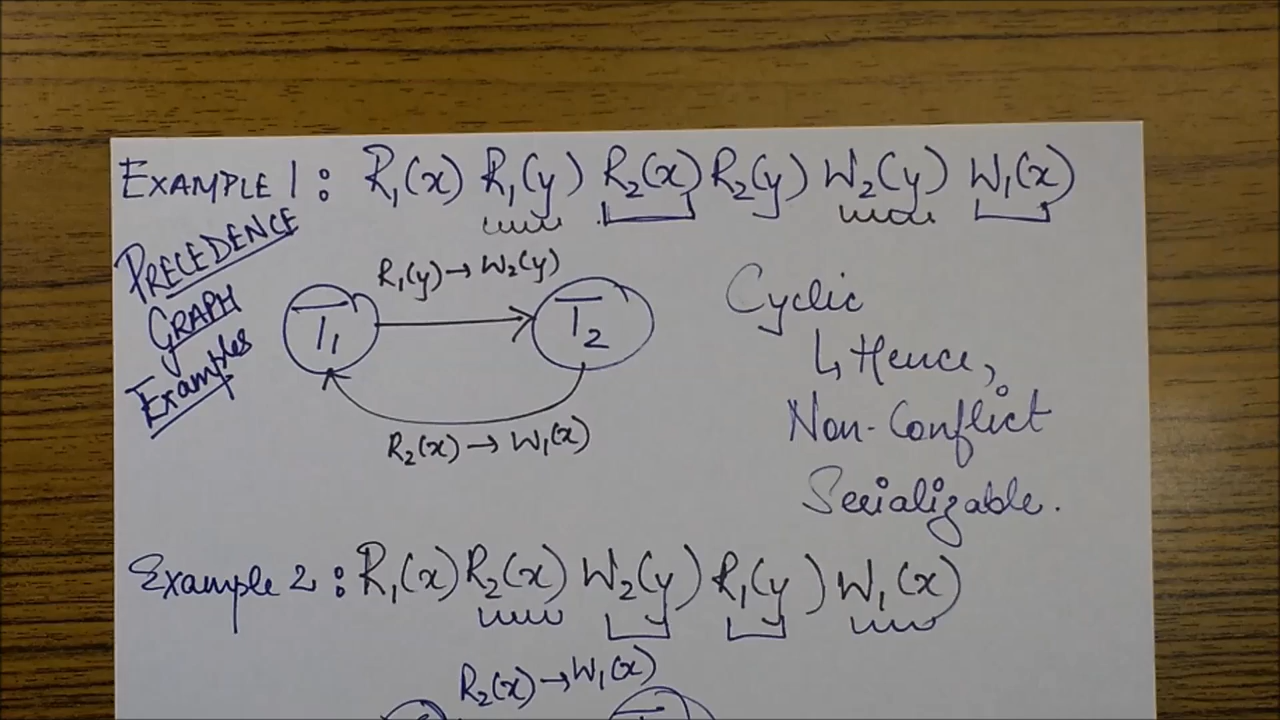 EXAMPLE 1 : R₁(x) R₁(y) R₂(x) R₂(y) W₂(y) W₁(x)
PRECEDENCE
GRAPH
Examples
R₁(y) → W₂(y)
T₁
T₂
R₂(x) → W₁(x)
Cyclic
↳ Hence,
Non-Conflict
Serializable.
Example 2 : R₁(x) R₂(x) W₂(y) R₁(y) W₁(x)
R₂(x) → W₁(x)